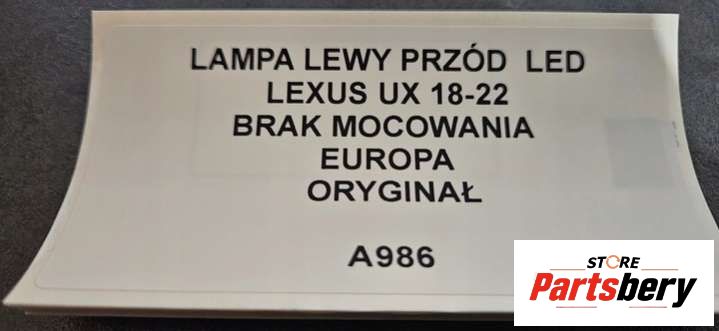 LAMPA LEWY PRZÓD LED
LEXUS UX 18-22
BRAK MOCOWANIA
EUROPA
ORYGINAŁ
A986
STORE
Partsbery